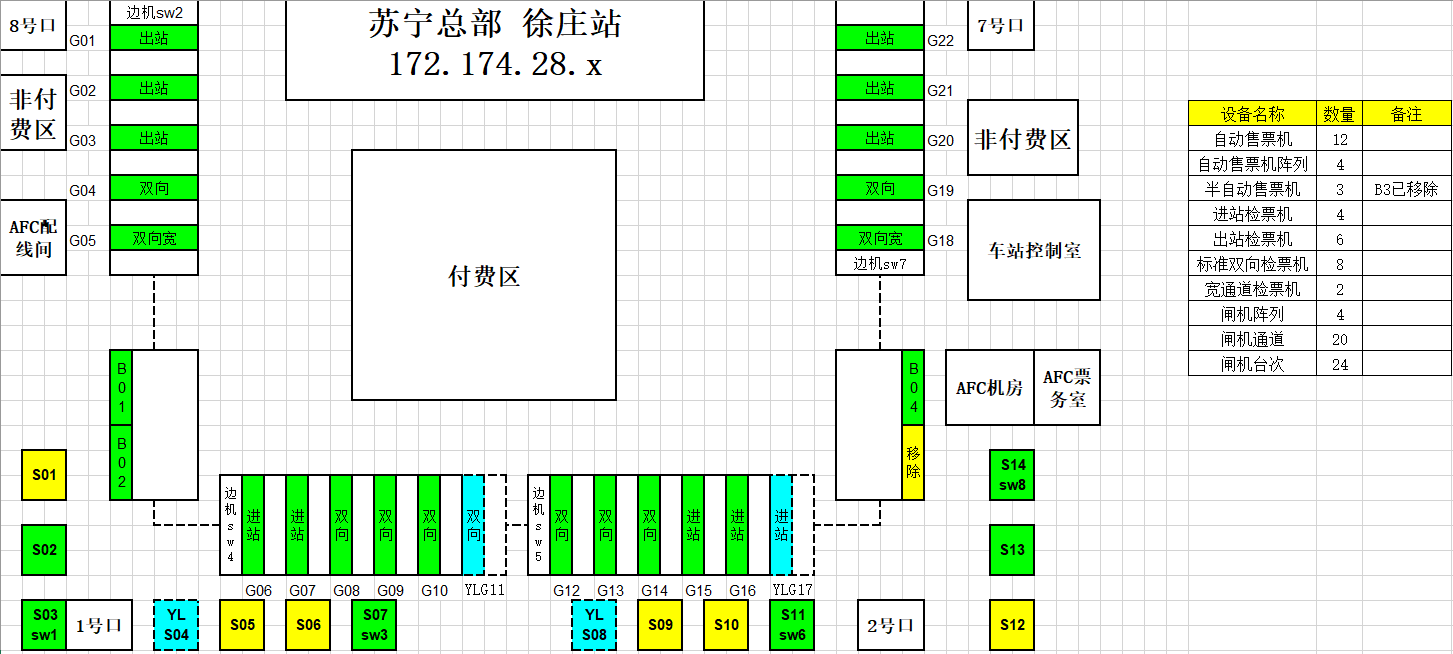 苏宁总部 徐庄站
172.174.28.x
8号口
边机sw2
G01
出站
G02
出站
非付
费区
G03
出站
G04
双向
AFC配
线间
G05
双向宽
出站
G22
7号口
出站
G21
出站
G20
非付费区
双向
G19
双向宽
G18
边机sw7
车站控制室
付费区
设备名称 数量 备注
自动售票机 12
自动售票机阵列 4
半自动售票机 3 B3已移除
进站检票机 4
出站检票机 6
标准双向检票机 8
宽通道检票机 2
闸机阵列 4
闸机通道 20
闸机台次 24
B01
B02
B04
移除
AFC机房
AFC票
务室
S01
S02
S03
sw1
1号口
边机sw4
进站
进站
双向
双向
双向
双向
G06
G07
G08
G09
G10
YLG11
边机sw5
双向
双向
双向
进站
进站
进站
G12
G13
G14
G15
G16
YLG17
YL
S04
S05
S06
S07
sw3
YL
S08
S09
S10
S11
sw6
2号口
S14
sw8
S13
S12